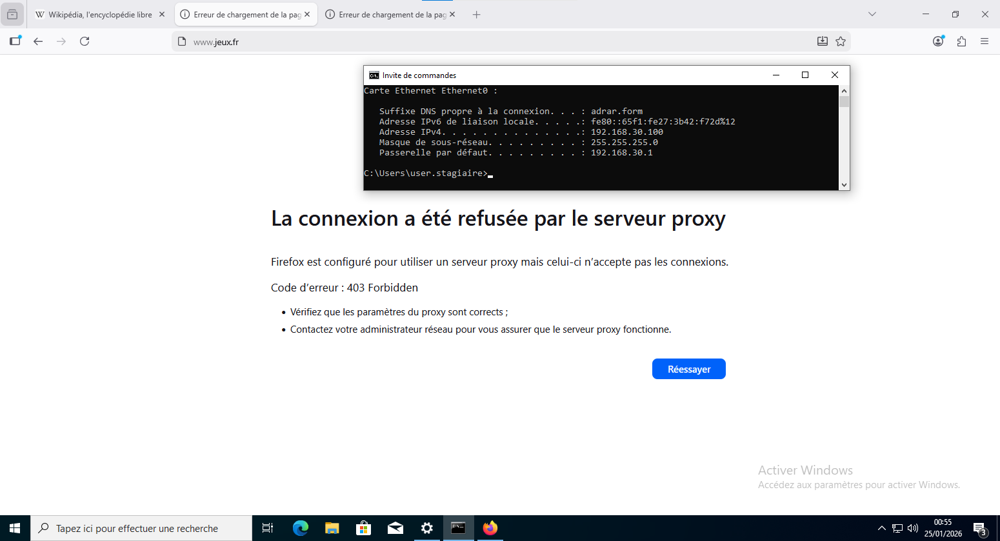 Wikipédia, l'encyclopédie libre
Erreur de chargement de la pag
Erreur de chargement de la pag
www.jeux.fr
Invite de commandes
Carte Ethernet Ethernet0 :
Suffixe DNS propre à la connexion. . . : adrar.form
Adresse IPv6 de liaison locale. . . . .: fe80::65f1:fe27:3b42:f72d%12
Adresse IPv4. . . . . . . . . . . . . .: 192.168.30.100
Masque de sous-réseau. . . . . . . . . : 255.255.255.0
Passerelle par défaut. . . . . . . . . : 192.168.30.1
C:\Users\user.stagiaire>
La connexion a été refusée par le serveur proxy
Firefox est configuré pour utiliser un serveur proxy mais celui-ci n’accepte pas les connexions.
Code d’erreur : 403 Forbidden
• Vérifiez que les paramètres du proxy sont corrects ;
• Contactez votre administrateur réseau pour vous assurer que le serveur proxy fonctionne.
Réessayer
Activer Windows
Accédez aux paramètres pour activer Windows.
Tapez ici pour effectuer une recherche
00:55
25/01/2026
3